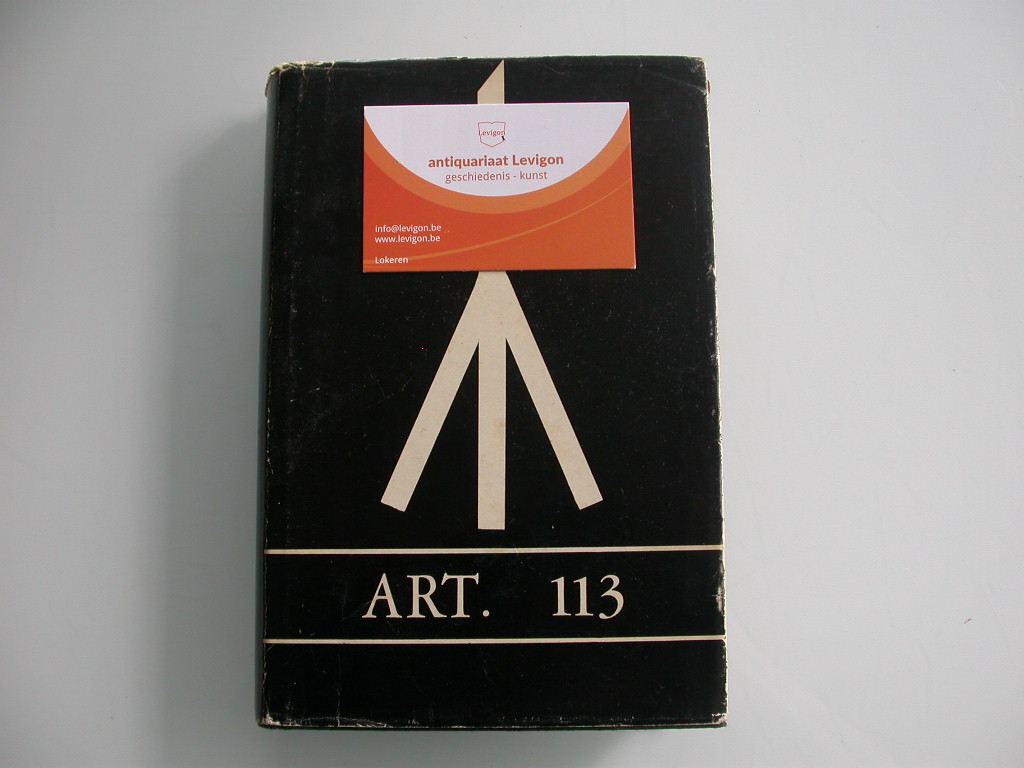 Levigon
antiquariaat Levigon
geschiedenis - kunst
info@levigon.be
www.levigon.be
Lokeren
ART. 113